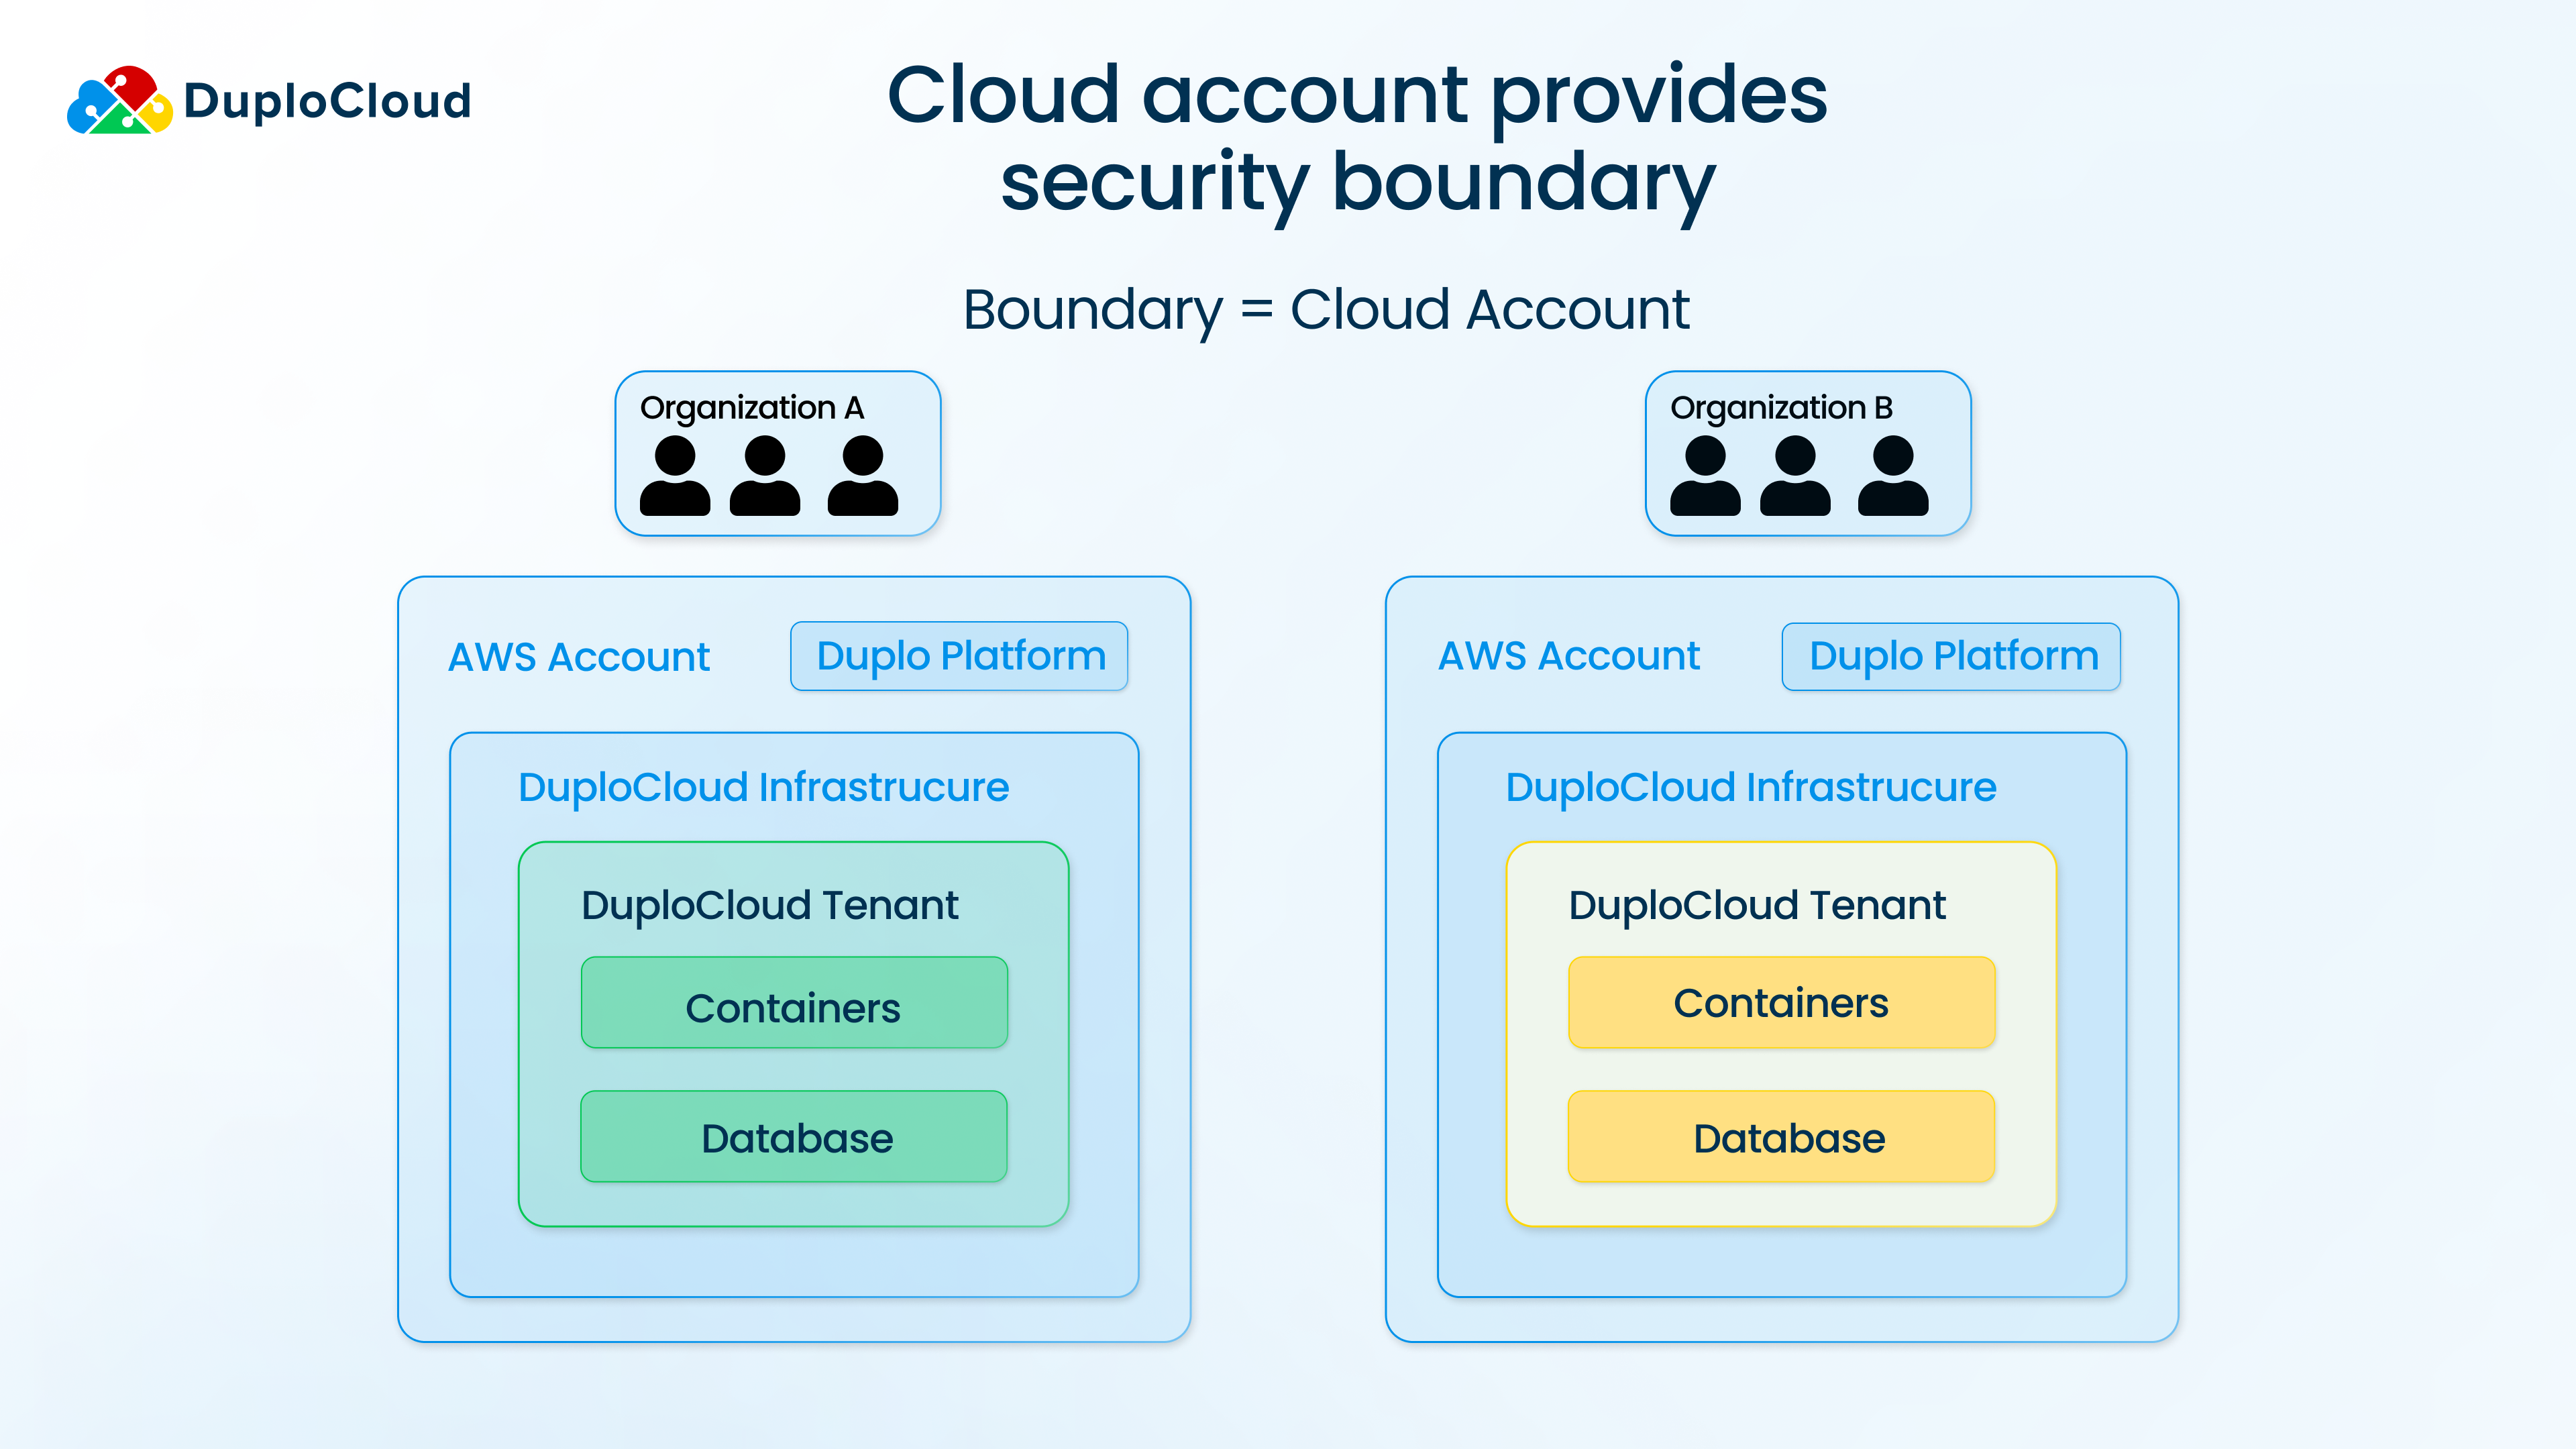 DuploCloud
Cloud account provides
security boundary
Boundary = Cloud Account
Organization A
Organization B
AWS Account
Duplo Platform
DuploCloud Infrastrucure
DuploCloud Tenant
Containers
Database
AWS Account
Duplo Platform
DuploCloud Infrastrucure
DuploCloud Tenant
Containers
Database